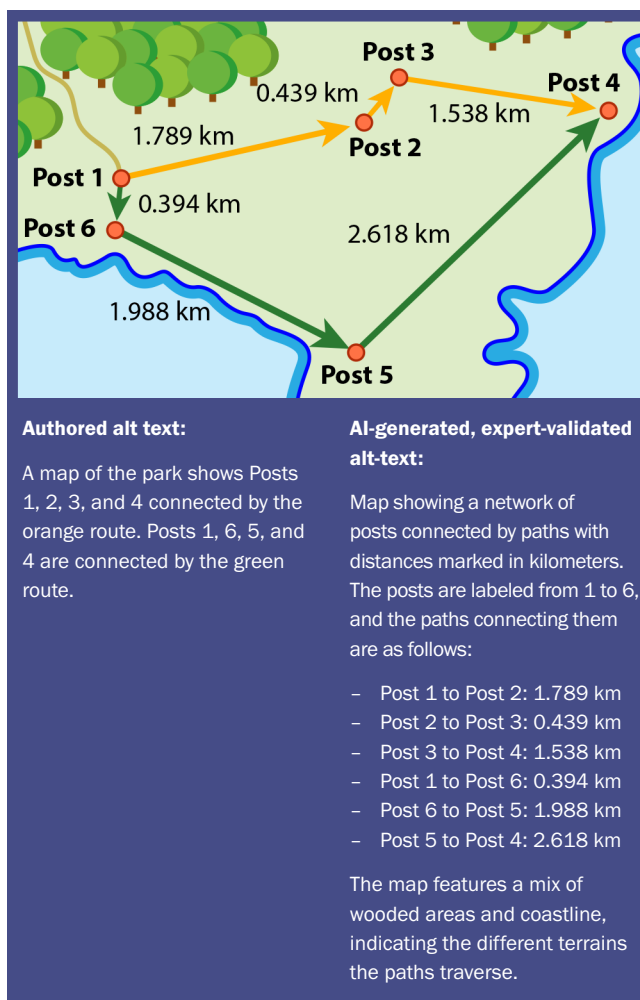 Post 3
Post 4
0.439 km
1.538 km
1.789 km
Post 2
Post 1
0.394 km
Post 6
2.618 km
1.988 km
Post 5
Authored alt text:
A map of the park shows Posts
1, 2, 3, and 4 connected by the
orange route. Posts 1, 6, 5, and
4 are connected by the green
route.
AI-generated, expert-validated
alt-text:
Map showing a network of
posts connected by paths with
distances marked in kilometers.
The posts are labeled from 1 to 6,
and the paths connecting them
are as follows:
– Post 1 to Post 2: 1.789 km
– Post 2 to Post 3: 0.439 km
– Post 3 to Post 4: 1.538 km
– Post 1 to Post 6: 0.394 km
– Post 6 to Post 5: 1.988 km
– Post 5 to Post 4: 2.618 km
The map features a mix of
wooded areas and coastline,
indicating the different terrains
the paths traverse.